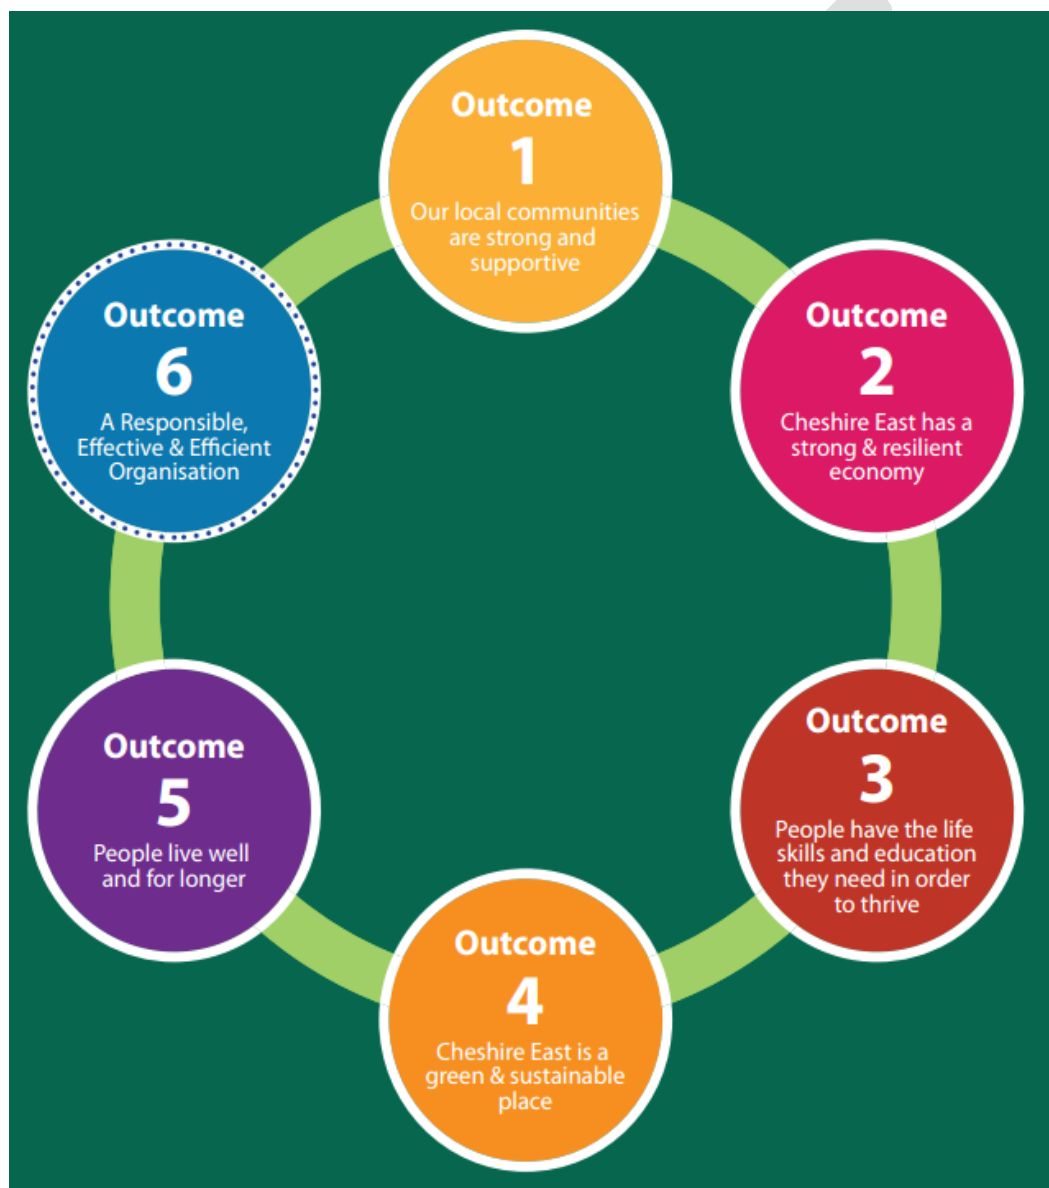 Outcome
1
Our local communities
are strong and
supportive
Outcome
2
Cheshire East has a
strong & resilient
economy
Outcome
3
People have the life
skills and education
they need in order
to thrive
Outcome
4
Cheshire East is a
green & sustainable
place
Outcome
5
People live well
and for longer
Outcome
6
A Responsible,
Effective & Efficient
Organisation